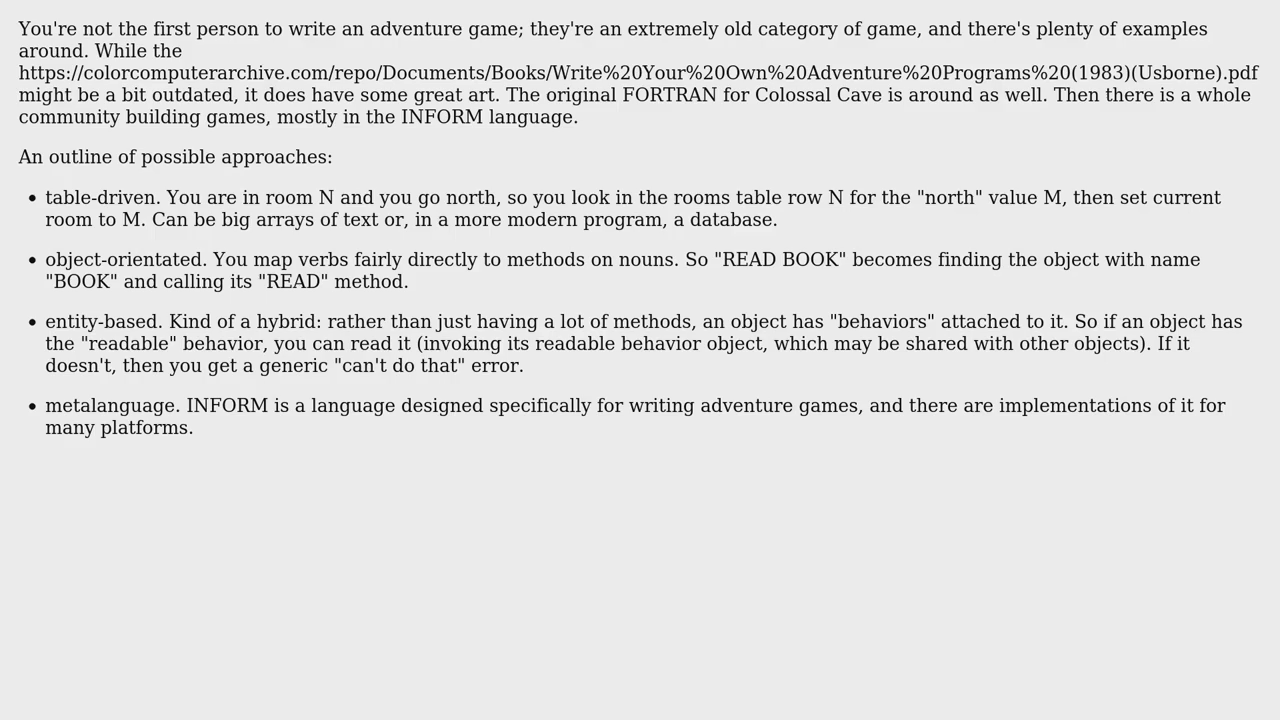 You're not the first person to write an adventure game; they're an extremely old category of game, and there's plenty of examples
around. While the
https://colorcomputerarchive.com/repo/Documents/Books/Write%20Your%20Own%20Adventure%20Programs%20(1983)(Usborne).pdf
might be a bit outdated, it does have some great art. The original FORTRAN for Colossal Cave is around as well. Then there is a whole
community building games, mostly in the INFORM language.
An outline of possible approaches:
• table-driven. You are in room N and you go north, so you look in the rooms table row N for the "north" value M, then set current
room to M. Can be big arrays of text or, in a more modern program, a database.
• object-orientated. You map verbs fairly directly to methods on nouns. So "READ BOOK" becomes finding the object with name
"BOOK" and calling its "READ" method.
• entity-based. Kind of a hybrid: rather than just having a lot of methods, an object has "behaviors" attached to it. So if an object has
the "readable" behavior, you can read it (invoking its readable behavior object, which may be shared with other objects). If it
doesn't, then you get a generic "can't do that" error.
• metalanguage. INFORM is a language designed specifically for writing adventure games, and there are implementations of it for
many platforms.